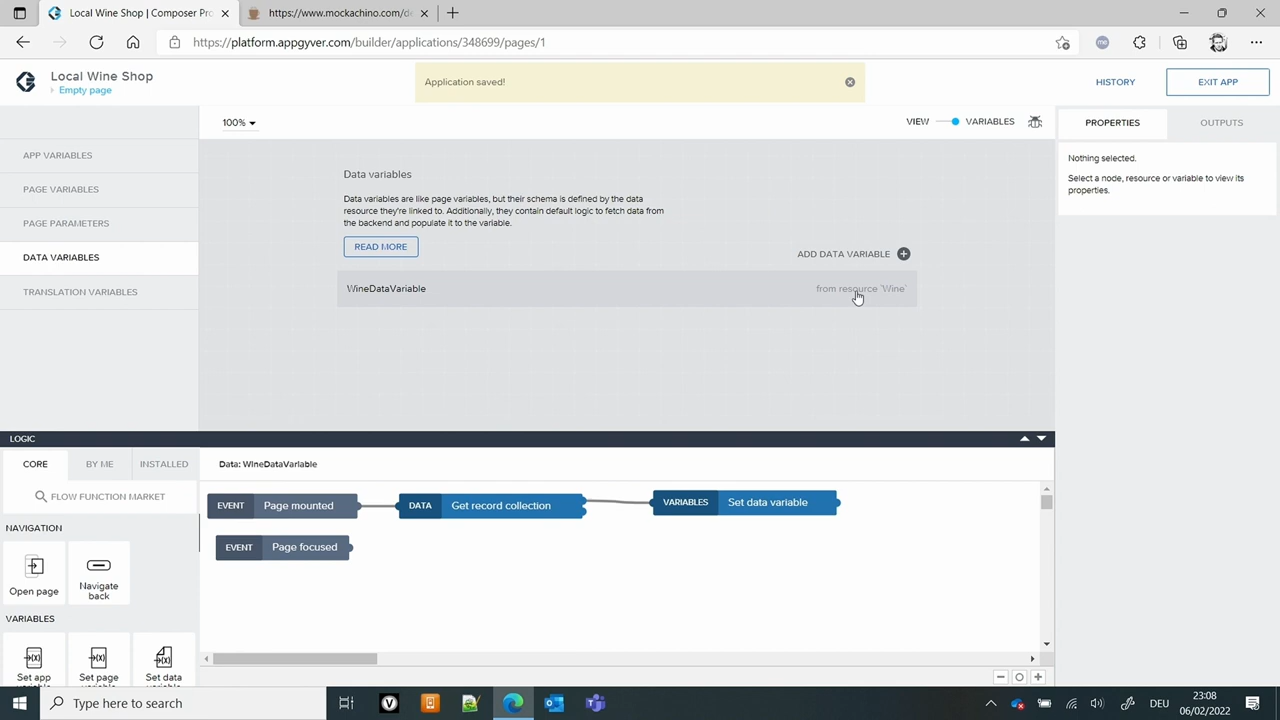 Local Wine Shop | Composer Pro
https://www.mockachino.com/de
https://platform.appgyver.com/builder/applications/348699/pages/1
Local Wine Shop
› Empty page
Application saved!
HISTORY
EXIT APP
100%
VIEW
VARIABLES
PROPERTIES
OUTPUTS
APP VARIABLES
PAGE VARIABLES
PAGE PARAMETERS
DATA VARIABLES
TRANSLATION VARIABLES
Data variables
Data variables are like page variables, but their schema is defined by the data
resource they're linked to. Additionally, they contain default logic to fetch data from
the backend and populate it to the variable.
READ MORE
ADD DATA VARIABLE
WineDataVariable
from resource `Wine`
Nothing selected.
Select a node, resource or variable to view its
properties.
LOGIC
CORE
BY ME
INSTALLED
Data: WineDataVariable
FLOW FUNCTION MARKET
NAVIGATION
Open page
Navigate
back
VARIABLES
Set app
Set page
Set data
EVENT
Page mounted
DATA
Get record collection
VARIABLES
Set data variable
EVENT
Page focused
Type here to search
V
DEU
23:08
06/02/2022